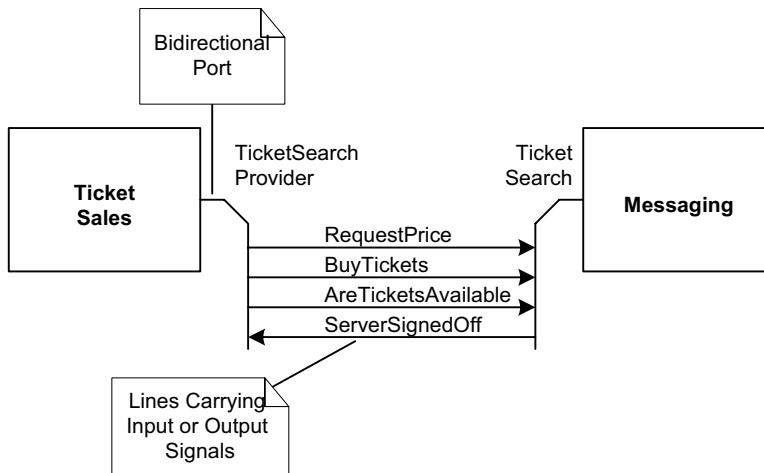 Bidirectional
Port
Ticket
Sales
TicketSearch
Provider
Ticket
Search
Messaging
RequestPrice
BuyTickets
AreTicketsAvailable
ServerSignedOff
Lines Carrying
Input or Output
Signals